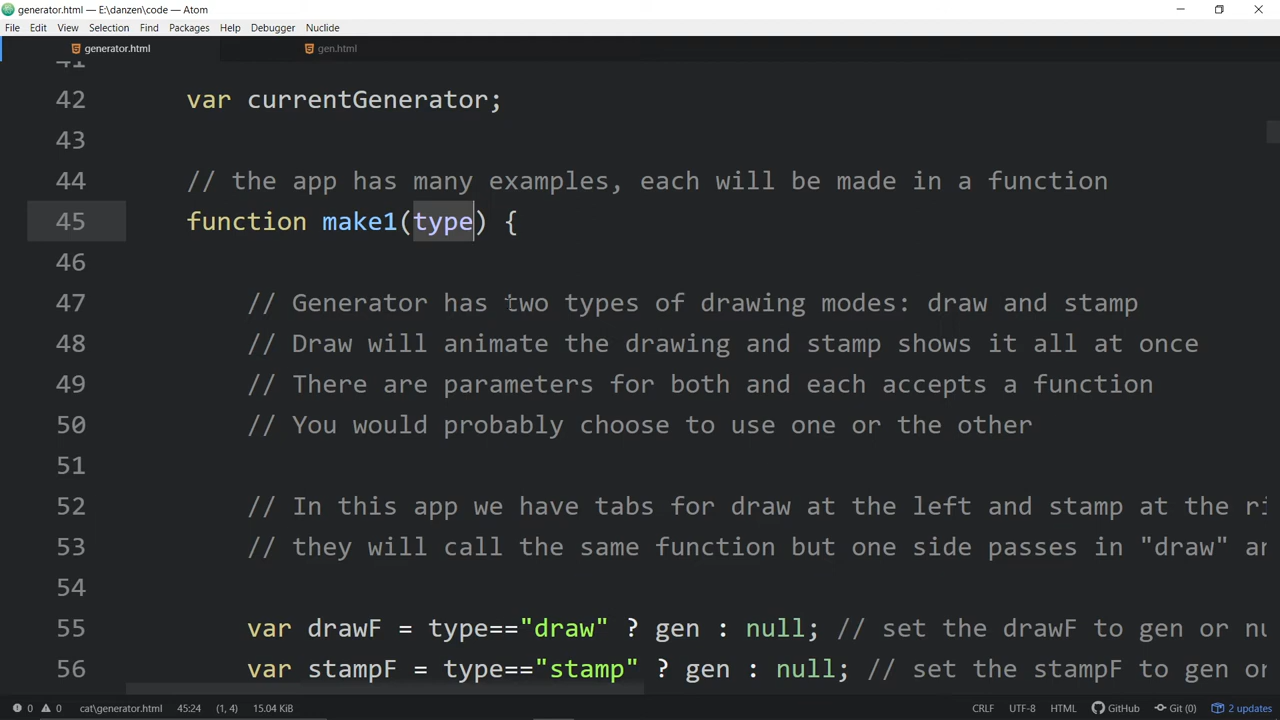 generator.html — E:\danzen\code — Atom
File Edit View Selection Find Packages Help Debugger Nuclide
generator.html gen.html
41
42 var currentGenerator;
43
44 // the app has many examples, each will be made in a function
45 function make1(type) {
46
47 // Generator has two types of drawing modes: draw and stamp
48 // Draw will animate the drawing and stamp shows it all at once
49 // There are parameters for both and each accepts a function
50 // You would probably choose to use one or the other
51
52 // In this app we have tabs for draw at the left and stamp at the ri
53 // they will call the same function but one side passes in "draw" an
54
55 var drawF = type=="draw" ? gen : null; // set the drawF to gen or nu
56 var stampF = type=="stamp" ? gen : null; // set the stampF to gen or
0 0 cat\generator.html 45:24 (1, 4) 15.04 KiB CRLF UTF-8 HTML GitHub Git (0) 2 updates